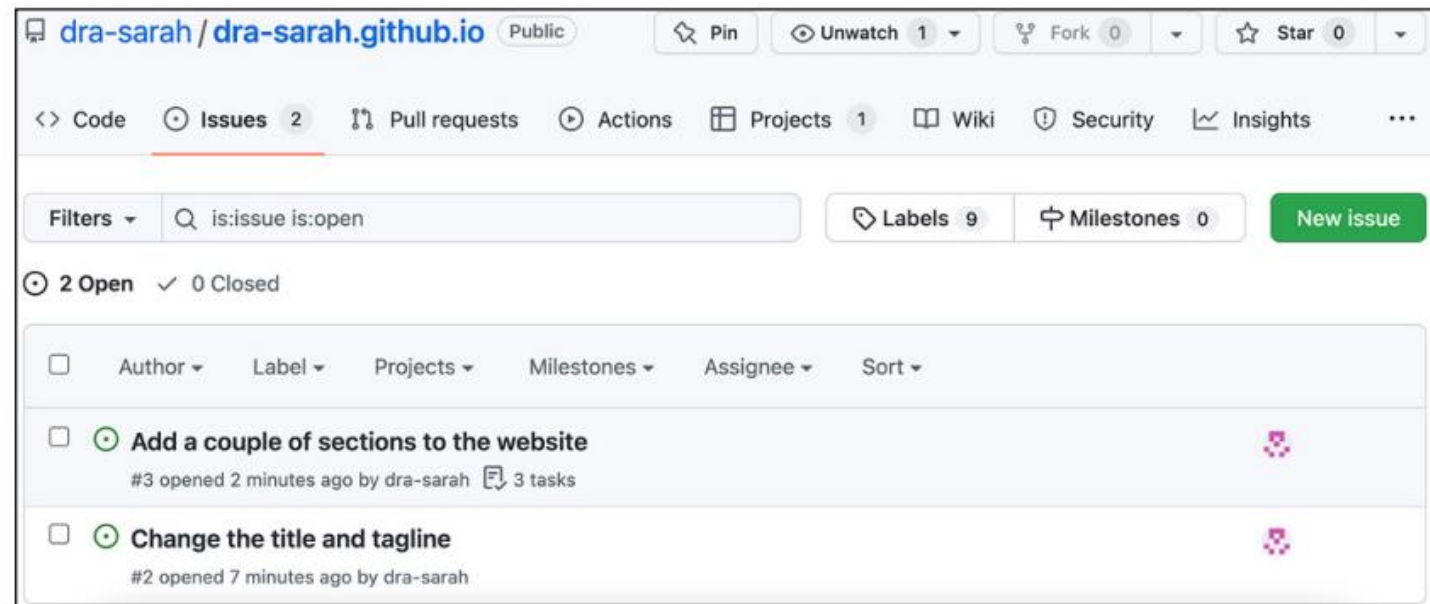 dra-sarah / dra-sarah.github.io Public Pin Unwatch 1 Fork 0 Star 0
<> Code Issues 2 Pull requests Actions Projects 1 Wiki Security Insights ...
Filters is:issue is:open Labels 9 Milestones 0 New issue
2 Open ✓ 0 Closed
Author Label Projects Milestones Assignee Sort
Add a couple of sections to the website
#3 opened 2 minutes ago by dra-sarah 3 tasks
Change the title and tagline
#2 opened 7 minutes ago by dra-sarah